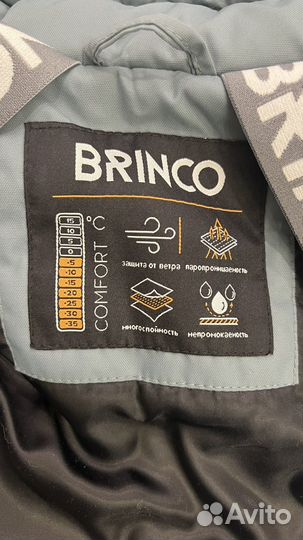 BRINCO
°C
15
10
5
0
-5
-10
-15
-20
-25
-30
-35
COMFORT
защита от ветра
паропроницаемость
многослойность
непромокаемость
BRI
Avito